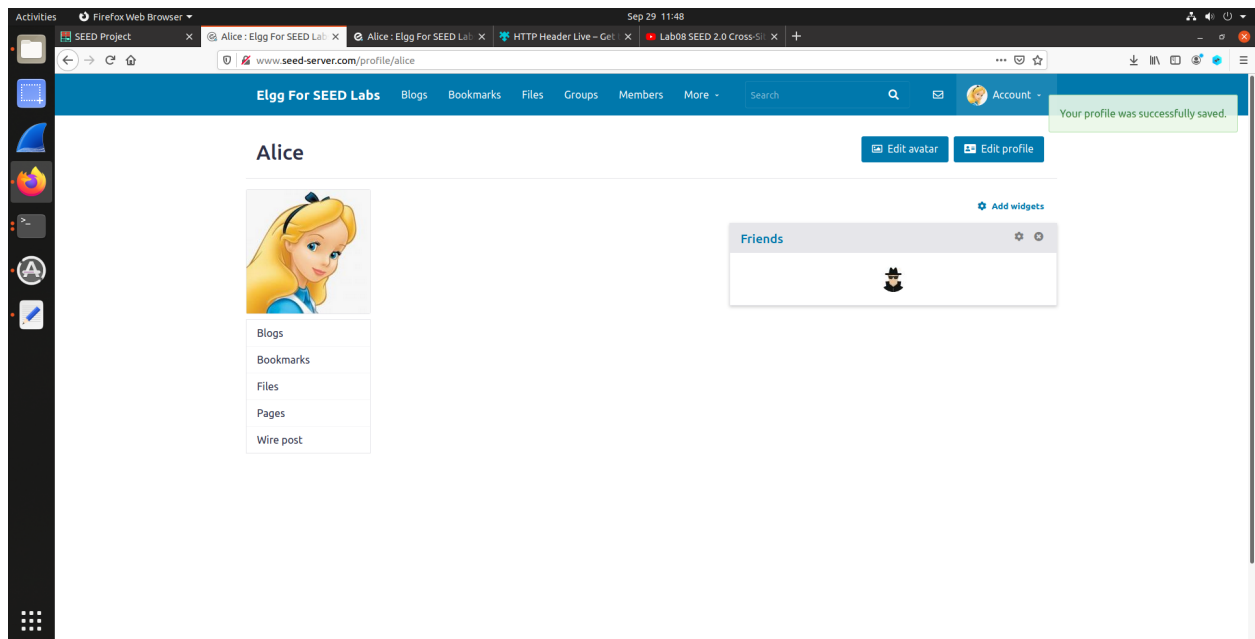 Activities Firefox Web Browser Sep 29 11:48
SEED Project Alice : Elgg For SEED Lab Alice : Elgg For SEED Lab HTTP Header Live – Get Lab08 SEED 2.0 Cross-Sit
www.seed-server.com/profile/alice
Elgg For SEED Labs Blogs Bookmarks Files Groups Members More Search Account
Your profile was successfully saved.
Alice Edit avatar Edit profile
Add widgets
Friends
Blogs
Bookmarks
Files
Pages
Wire post